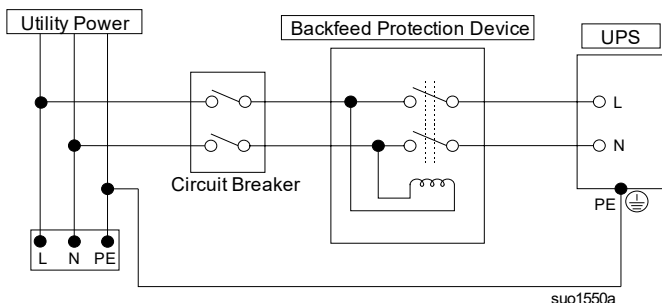 Utility Power
Backfeed Protection Device
UPS
L
N
Circuit Breaker
PE
L N PE
suo1550a